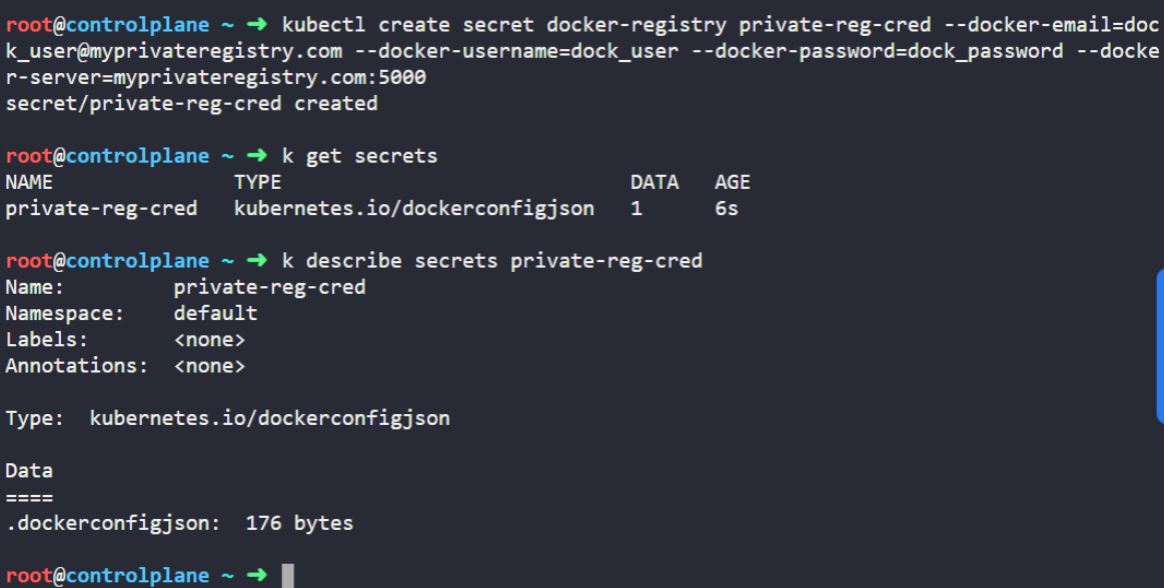 root@controlplane ~ ➜ kubectl create secret docker-registry private-reg-cred --docker-email=doc
k_user@myprivateregistry.com --docker-username=dock_user --docker-password=dock_password --docke
r-server=myprivateregistry.com:5000
secret/private-reg-cred created
root@controlplane ~ ➜ k get secrets
NAME TYPE DATA AGE
private-reg-cred kubernetes.io/dockerconfigjson 1 6s
root@controlplane ~ ➜ k describe secrets private-reg-cred
Name: private-reg-cred
Namespace: default
Labels: <none>
Annotations: <none>
Type: kubernetes.io/dockerconfigjson
Data
====
.dockerconfigjson: 176 bytes
root@controlplane ~ ➜